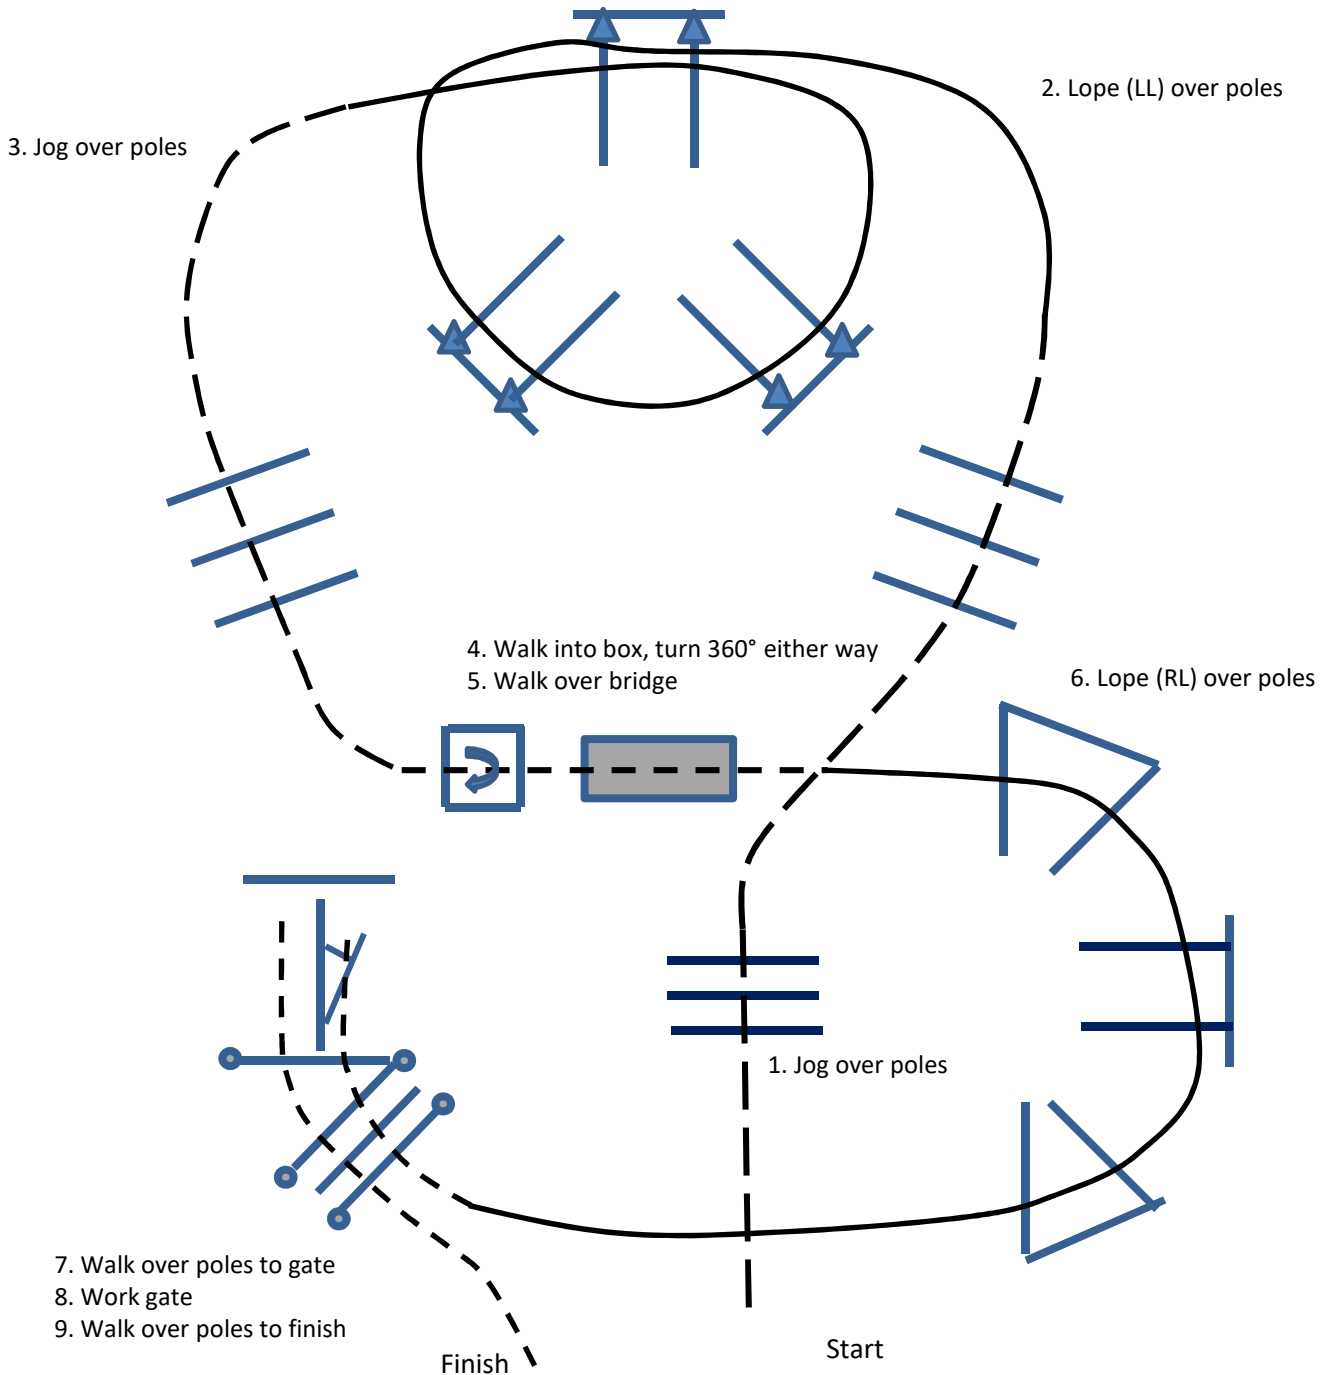 2. Lope (LL) over poles
3. Jog over poles
4. Walk into box, turn 360° either way
5. Walk over bridge
6. Lope (RL) over poles
1. Jog over poles
7. Walk over poles to gate
8. Work gate
9. Walk over poles to finish
Start
Finish